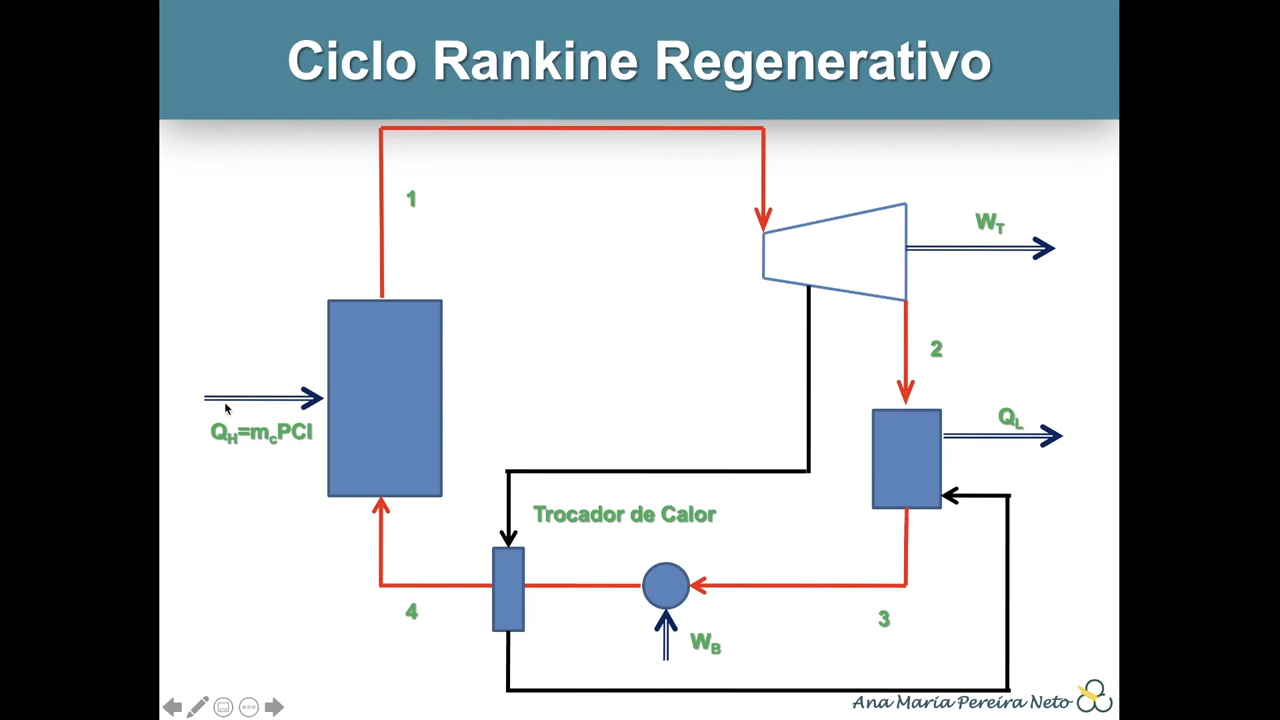 Ciclo Rankine Regenerativo
1
W_T
2
Q_L
Q_H=m_cPCI
Trocador de Calor
4
3
W_B
Ana Maria Pereira Neto